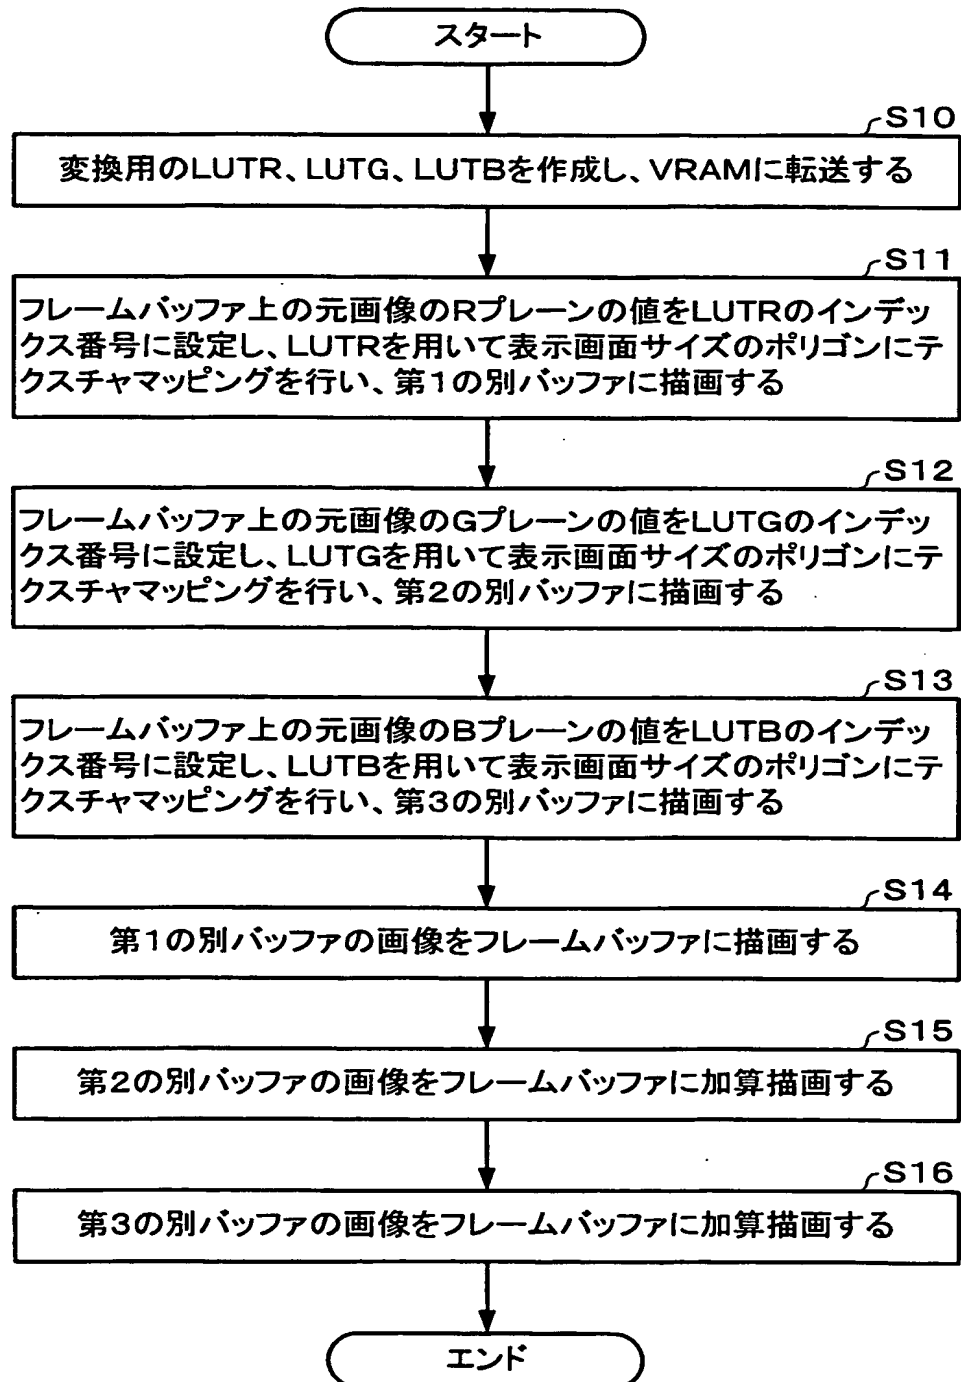 スタート
S10
変換用のLUTR、LUTG、LUTBを作成し、VRAMに転送する
S11
フレームバッファ上の元画像のRプレーンの値をLUTRのインデッ
クス番号に設定し、LUTRを用いて表示画面サイズのポリゴンにテ
クスチャマッピングを行い、第1の別バッファに描画する
S12
フレームバッファ上の元画像のGプレーンの値をLUTGのインデッ
クス番号に設定し、LUTGを用いて表示画面サイズのポリゴンにテ
クスチャマッピングを行い、第2の別バッファに描画する
S13
フレームバッファ上の元画像のBプレーンの値をLUTBのインデッ
クス番号に設定し、LUTBを用いて表示画面サイズのポリゴンにテ
クスチャマッピングを行い、第3の別バッファに描画する
S14
第1の別バッファの画像をフレームバッファに描画する
S15
第2の別バッファの画像をフレームバッファに加算描画する
S16
第3の別バッファの画像をフレームバッファに加算描画する
エンド